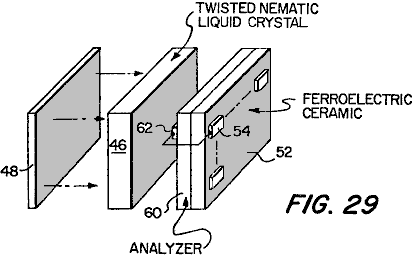 TWISTED NEMATIC
LIQUID CRYSTAL
FERROELECTRIC
CERAMIC
62
54
46
48
52
60
FIG. 29
ANALYZER